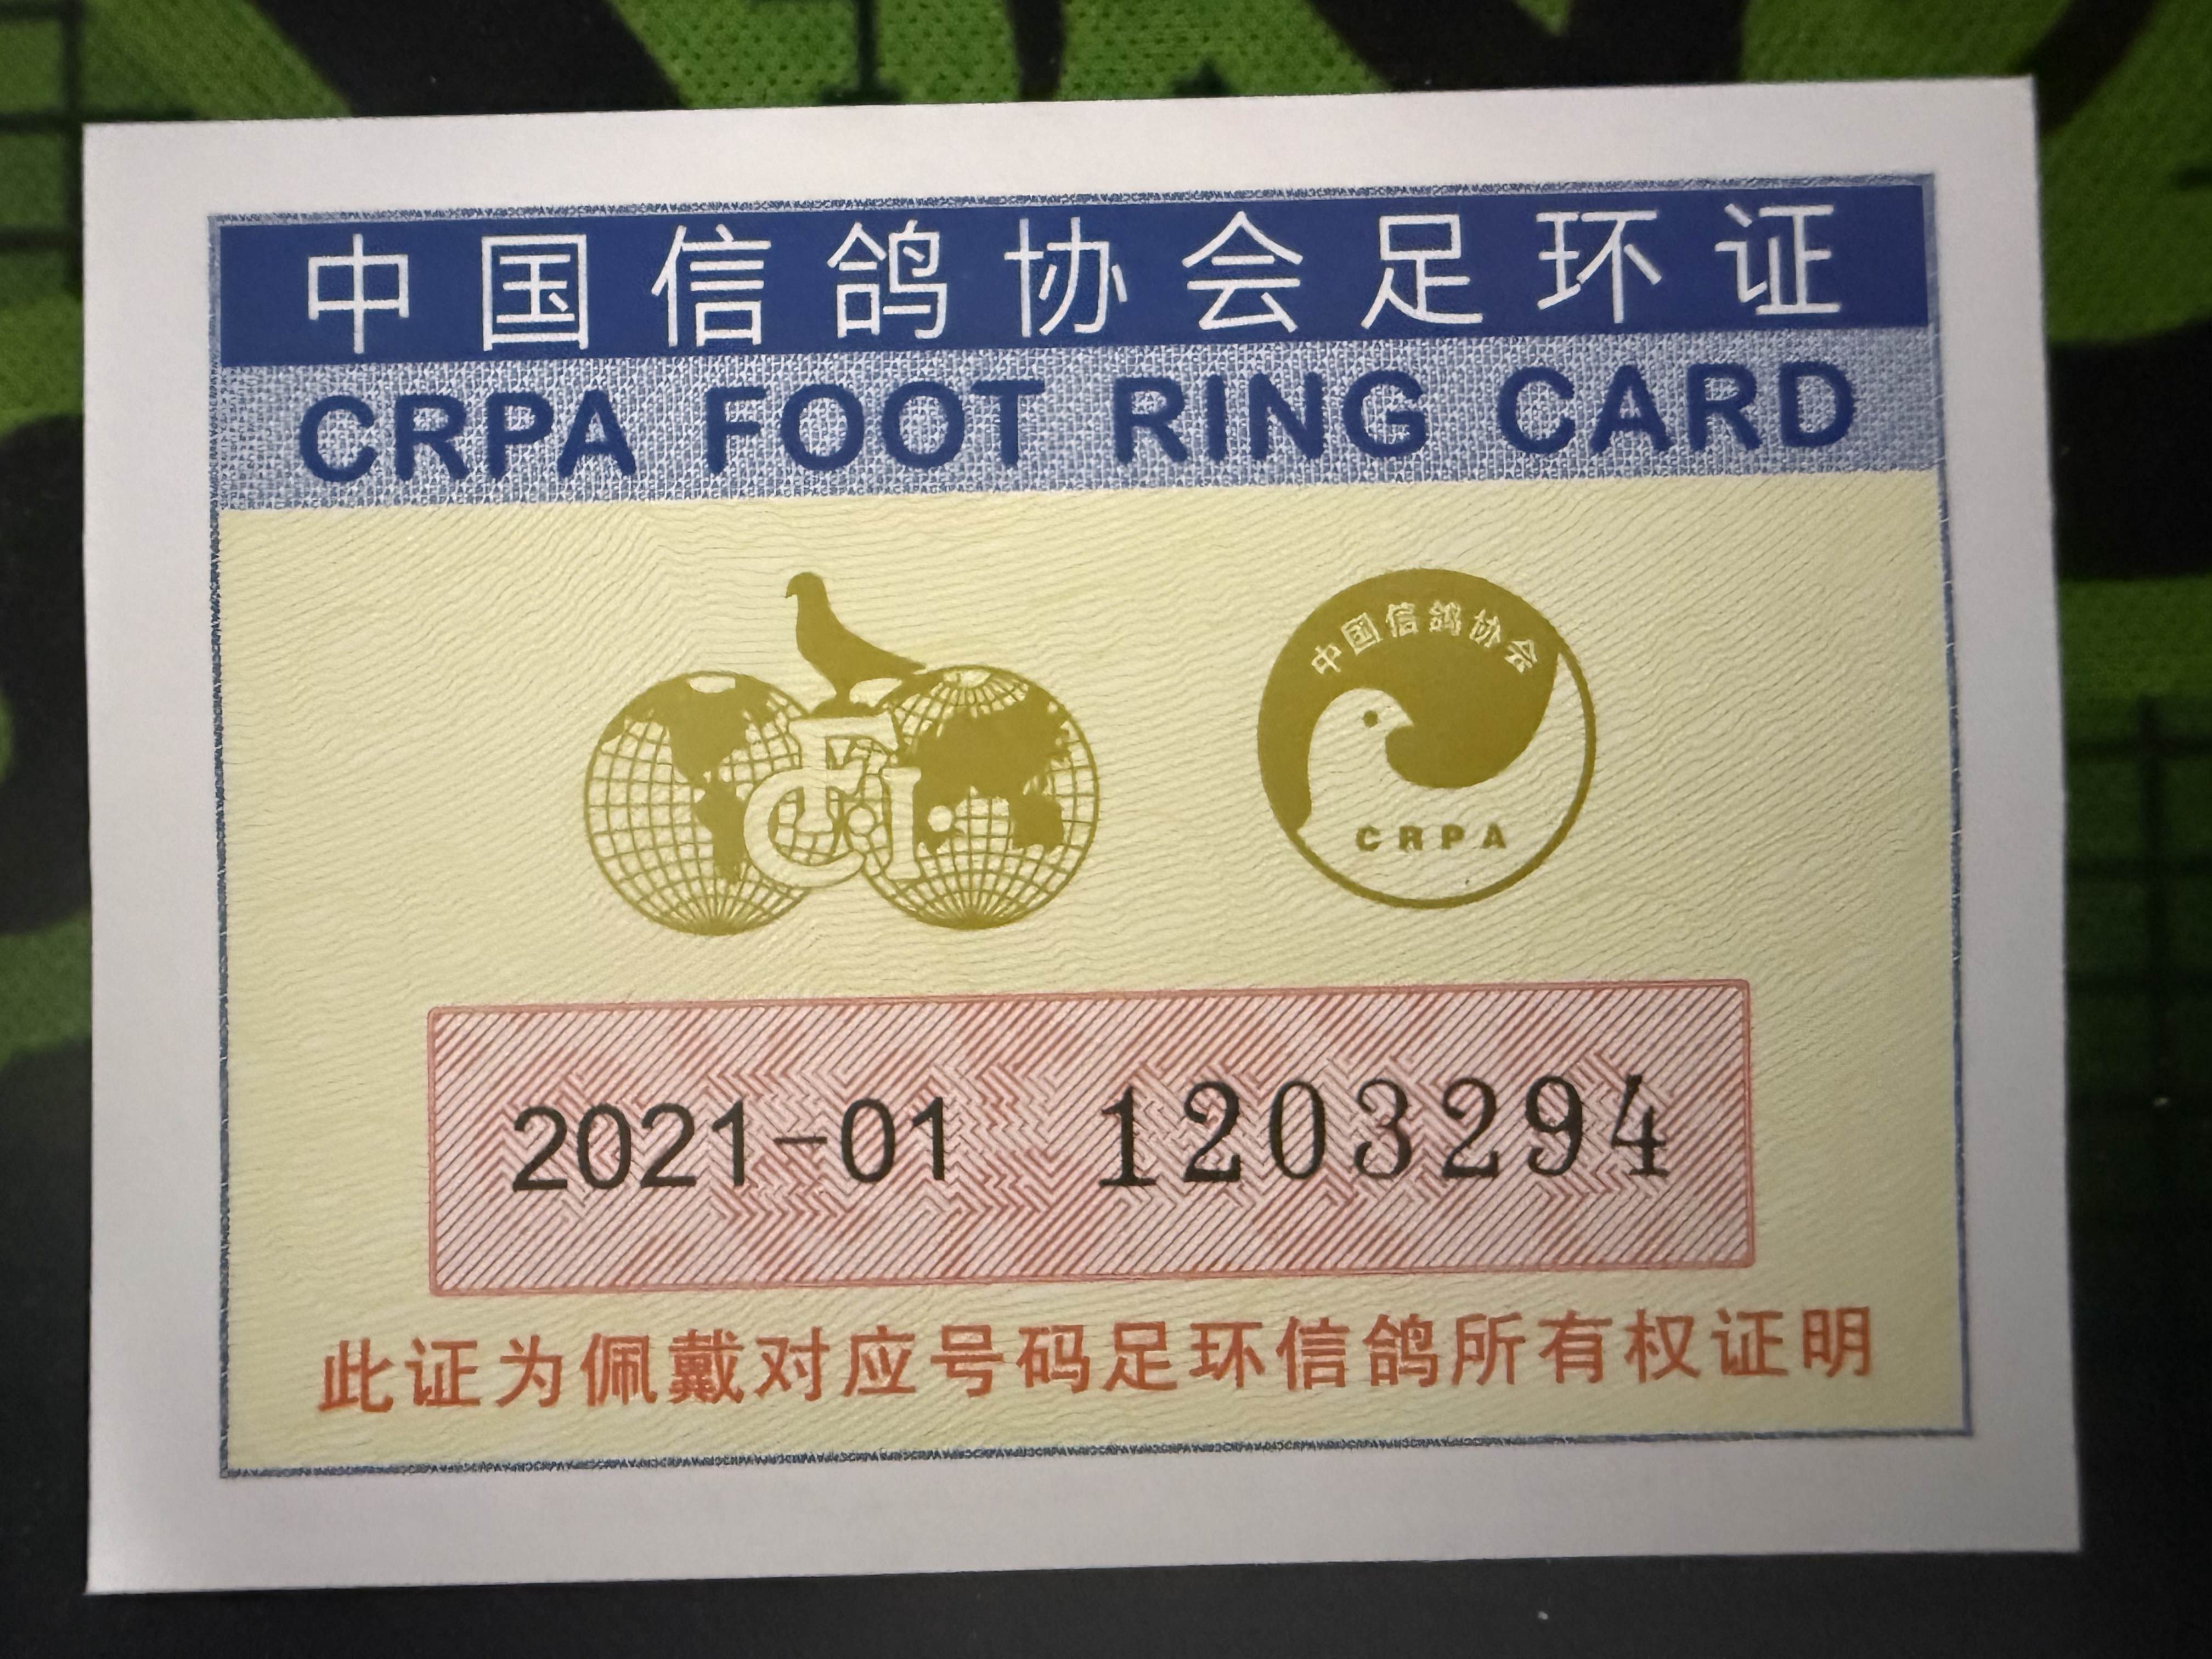 中国信鸽协会足环证
CRPA FOOT RING CARD
F
C.I.
中国信鸽协会
CRPA
2021-01 1203294
此证为佩戴对应号码足环信鸽所有权证明